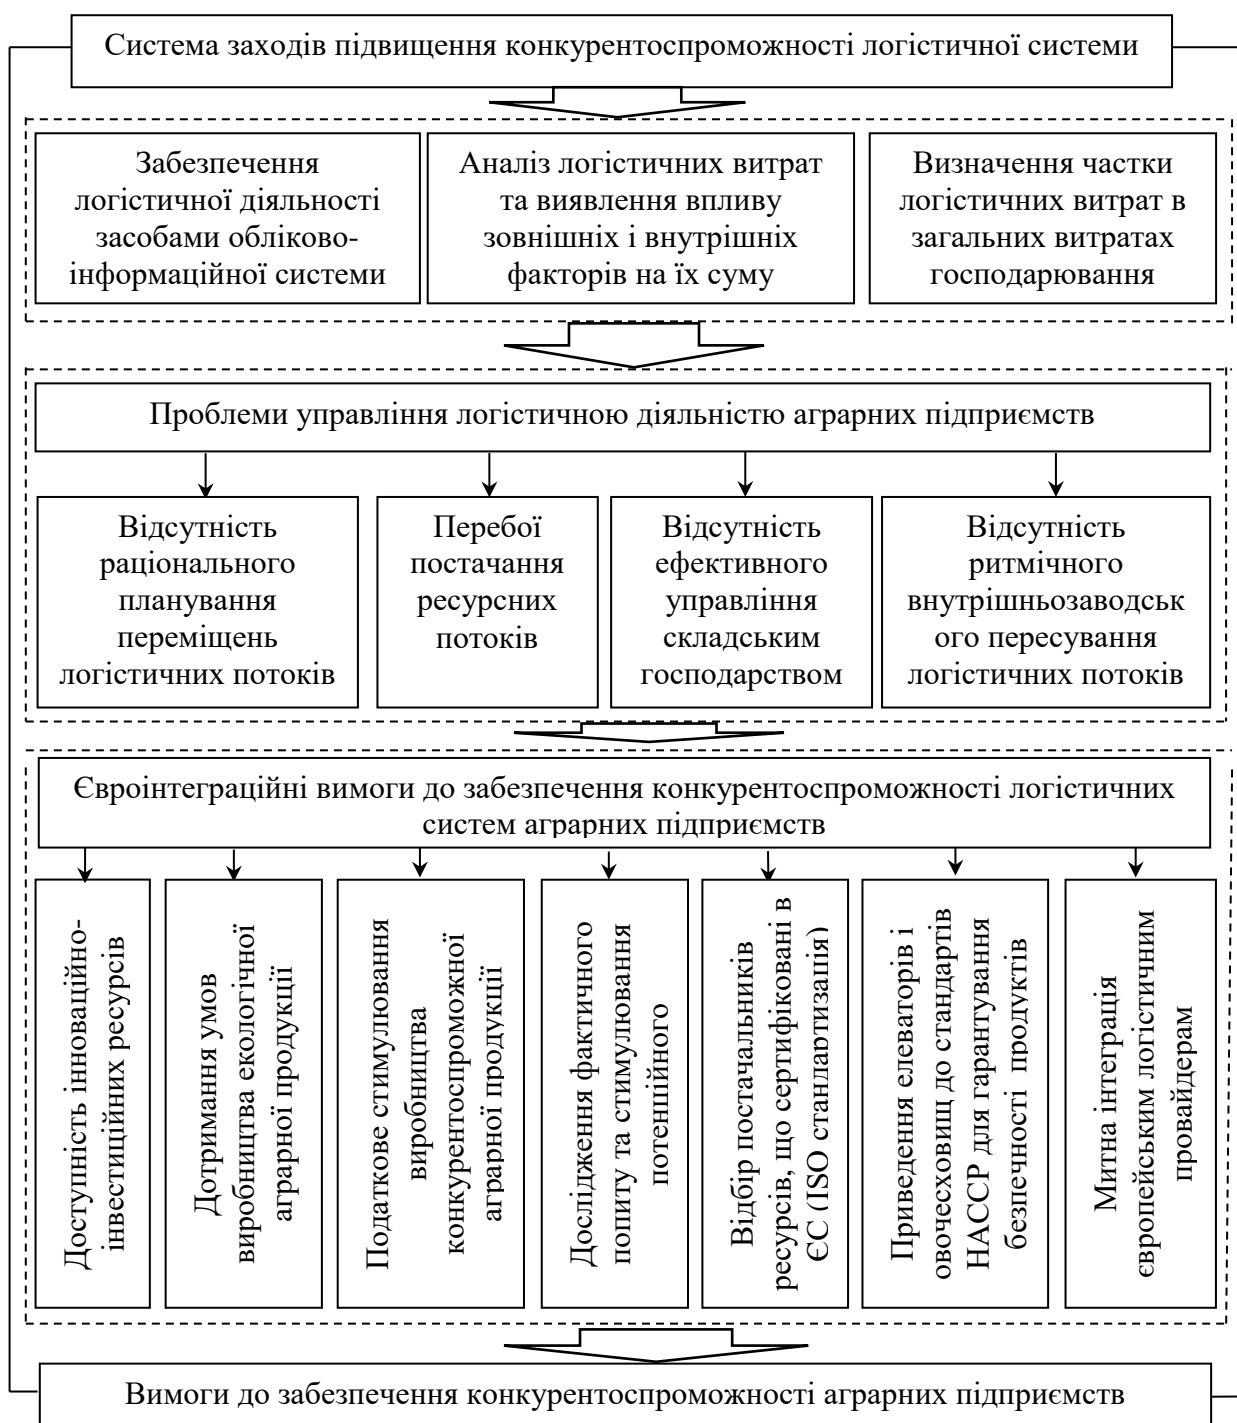 Система заходів підвищення конкурентоспроможності логістичної системи
Забезпечення
логістичної діяльності
засобами обліково-
інформаційної системи
Аналіз логістичних витрат
та виявлення впливу
зовнішніх і внутрішніх
факторів на їх суму
Визначення частки
логістичних витрат в
загальних витратах
господарювання
Проблеми управління логістичною діяльністю аграрних підприємств
Відсутність
раціонального
планування
переміщень
логістичних потоків
Перебої
постачання
ресурсних
потоків
Відсутність
ефективного
управління
складським
господарством
Відсутність
ритмічного
внутрішньозаводськ
ого пересування
логістичних потоків
Євроінтеграційні вимоги до забезпечення конкурентоспроможності логістичних
систем аграрних підприємств
Доступність інноваційно-
інвестиційних ресурсів
Дотримання умов
виробництва екологічної
аграрної продукції
Податкове стимулювання
виробництва
конкурентоспроможної
аграрної продукції
Дослідження фактичного
попиту та стимулювання
потенційного
Відбір постачальників
ресурсів, що сертифіковані в
ЄС (ISO стандартизація)
Приведення елеваторів і
овочесховищ до стандартів
НАССР для гарантування
безпечності продуктів
Митна інтеграція
європейським логістичним
провайдерам
Вимоги до забезпечення конкурентоспроможності аграрних підприємств